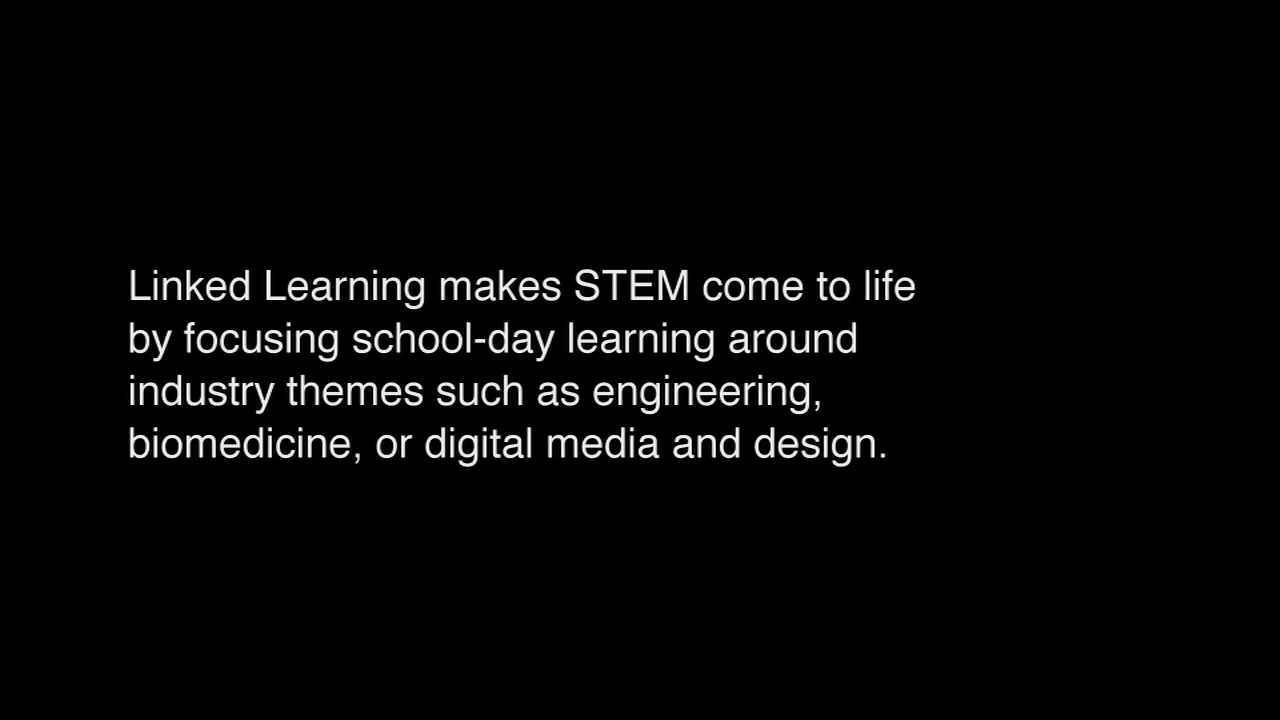 Linked Learning makes STEM come to life
by focusing school-day learning around
industry themes such as engineering,
biomedicine, or digital media and design.